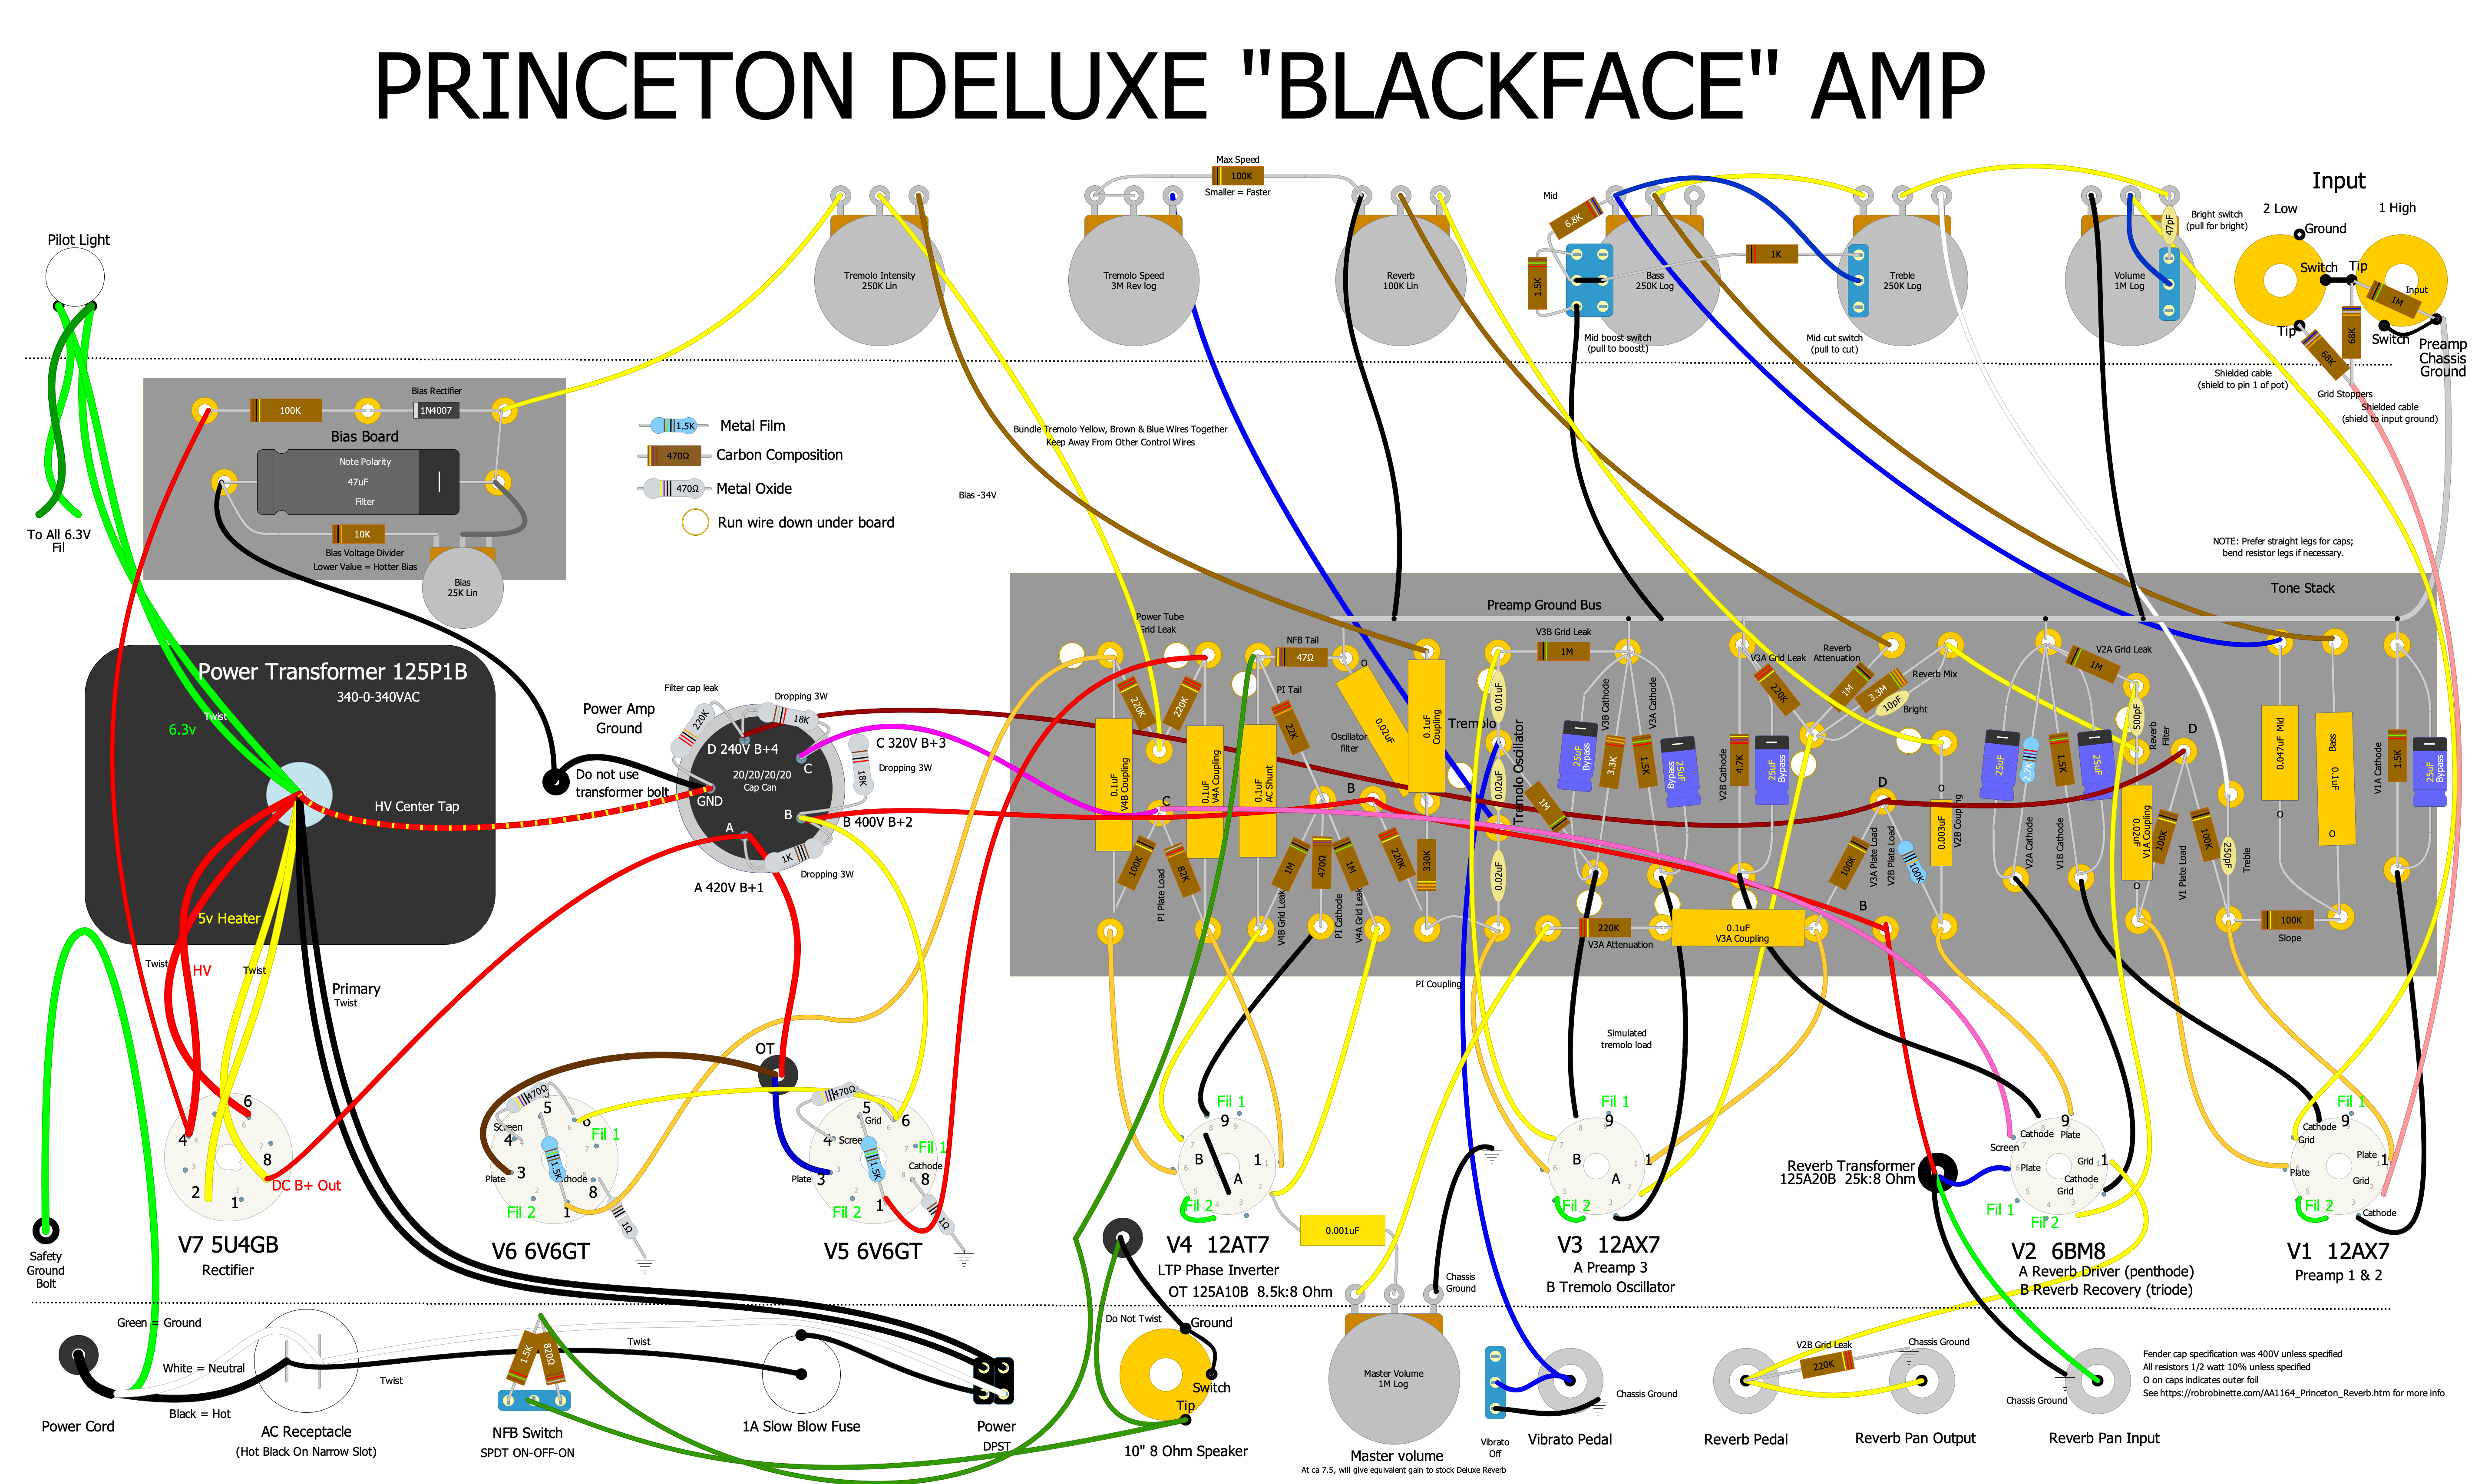 PRINCETON DELUXE "BLACKFACE" AMP
Max Speed
100K
Smaller = Faster
Input
2 Low
1 High
Ground
Switch
Tip
Input
1M
68K
Tip
68K
Switch
Preamp
Chassis
Ground
Grid Stoppers
Shielded cable
(shield to pin 1 of pot)
Shielded cable
(shield to input ground)
Pilot Light
To All 6.3V
Fil
Tremolo Intensity
250K Lin
Tremolo Speed
3M Rev log
Reverb
100K Lin
Mid
6.8K
1.5K
Bass
250K Log
1K
Treble
250K Log
Volume
1M Log
47pF
Bright switch
(pull for bright)
Mid boost switch
(pull to boostt)
Mid cut switch
(pull to cut)
100K
Bias Rectifier
1N4007
Bias Board
Note Polarity
47uF
Filter
10K
Bias Voltage Divider
Lower Value = Hotter Bias
Bias
25K Lin
1.5K
Metal Film
470Ω
Carbon Composition
470Ω
Metal Oxide
Run wire down under board
Bundle Tremolo Yellow, Brown & Blue Wires Together
Keep Away From Other Control Wires
Bias -34V
NOTE: Prefer straight legs for caps;
bend resistor legs if necessary.
Power Transformer 125P1B
340-0-340VAC
6.3v
Twist
HV Center Tap
5v Heater
Twist
HV
Twist
Primary
Twist
Power Amp
Ground
Do not use
transformer bolt
Filter cap leak
220K
Dropping 3W
18K
D 240V B+4
C
20/20/20/20
Cap Can
GND
B
A
C 320V B+3
Dropping 3W
18K
B 400V B+2
1K
Dropping 3W
A 420V B+1
Preamp Ground Bus
Tone Stack
Power Tube
Grid Leak
220K
220K
0.1uF
V4B Coupling
0.1uF
V4A Coupling
0.1uF
AC Shunt
NFB Tail
47Ω
O
PI Tail
22K
Oscillator
filter
0.02uF
0.1uF
Coupling
Tremolo
Tremolo Oscillator
0.01uF
0.02uF
0.02uF
V3B Grid Leak
1M
1M
25uF
Bypass
V3B Cathode
3.3K
1.5K
V3A Cathode
25uF
Bypass
V3A Grid Leak
220K
Reverb
Attenuation
1M
3.3M
10pF
Reverb Mix
Bright
V2B Cathode
4.7K
25uF
Bypass
D
O
0.003uF
V2B Coupling
V2A Grid Leak
1M
25uF
2.7K
1.5K
25uF
V2A Cathode
V1B Cathode
500pF
Reverb
Filter
D
0.02uF
V1A Coupling
O
100K
100K
V1 Plate Load
250pF
Treble
0.047uF Mid
O
Bass
0.1uF
O
100K
Slope
V1A Cathode
1.5K
25uF
Bypass
C
B
100K
PI Plate Load
82K
V4B Grid Leak
1M
470Ω
PI Cathode
1M
V4A Grid Leak
220K
330K
PI Coupling
220K
V3A Attenuation
0.1uF
V3A Coupling
100K
V3A Plate Load
V2B Plate Load
100K
B
Simulated
tremolo load
OT
4
6
8
2
1
DC B+ Out
V7 5U4GB
Rectifier
470Ω
5
6
Screen
4
Fil 1
3
Plate
1.5K
8
Fil 2
1
1Ω
V6 6V6GT
470Ω
5
Grid
6
4
Screen
Fil 1
Plate
3
1.5K
Cathode
8
Fil 2
1
1Ω
V5 6V6GT
Fil 1
9
B
1
A
Fil 2
V4 12AT7
LTP Phase Inverter
OT 125A10B 8.5k:8 Ohm
0.001uF
Chassis
Ground
Fil 1
9
B
1
A
Fil 2
V3 12AX7
A Preamp 3
B Tremolo Oscillator
Reverb Transformer
125A20B 25k:8 Ohm
9
Cathode
Plate
Screen
Grid
1
Plate
Cathode
Grid
Fil 1
Fil 2
V2 6BM8
A Reverb Driver (penthode)
B Reverb Recovery (triode)
Fil 1
9
Cathode
Grid
Plate
1
Plate
Grid
Fil 2
Cathode
V1 12AX7
Preamp 1 & 2
Safety
Ground
Bolt
Green = Ground
White = Neutral
Twist
Black = Hot
Power Cord
AC Receptacle
(Hot Black On Narrow Slot)
1.5K
820Ω
NFB Switch
SPDT ON-OFF-ON
Twist
1A Slow Blow Fuse
Power
DPST
Do Not Twist
Ground
Switch
Tip
10" 8 Ohm Speaker
Master Volume
1M Log
Master volume
At ca 7.5, will give equivalent gain to stock Deluxe Reverb
Vibrato
Off
Chassis Ground
Vibrato Pedal
V2B Grid Leak
220K
Chassis Ground
Reverb Pedal
Reverb Pan Output
Chassis Ground
Reverb Pan Input
Fender cap specification was 400V unless specified
All resistors 1/2 watt 10% unless specified
O on caps indicates outer foil
See https://robrobinette.com/AA1164_Princeton_Reverb.htm for more info